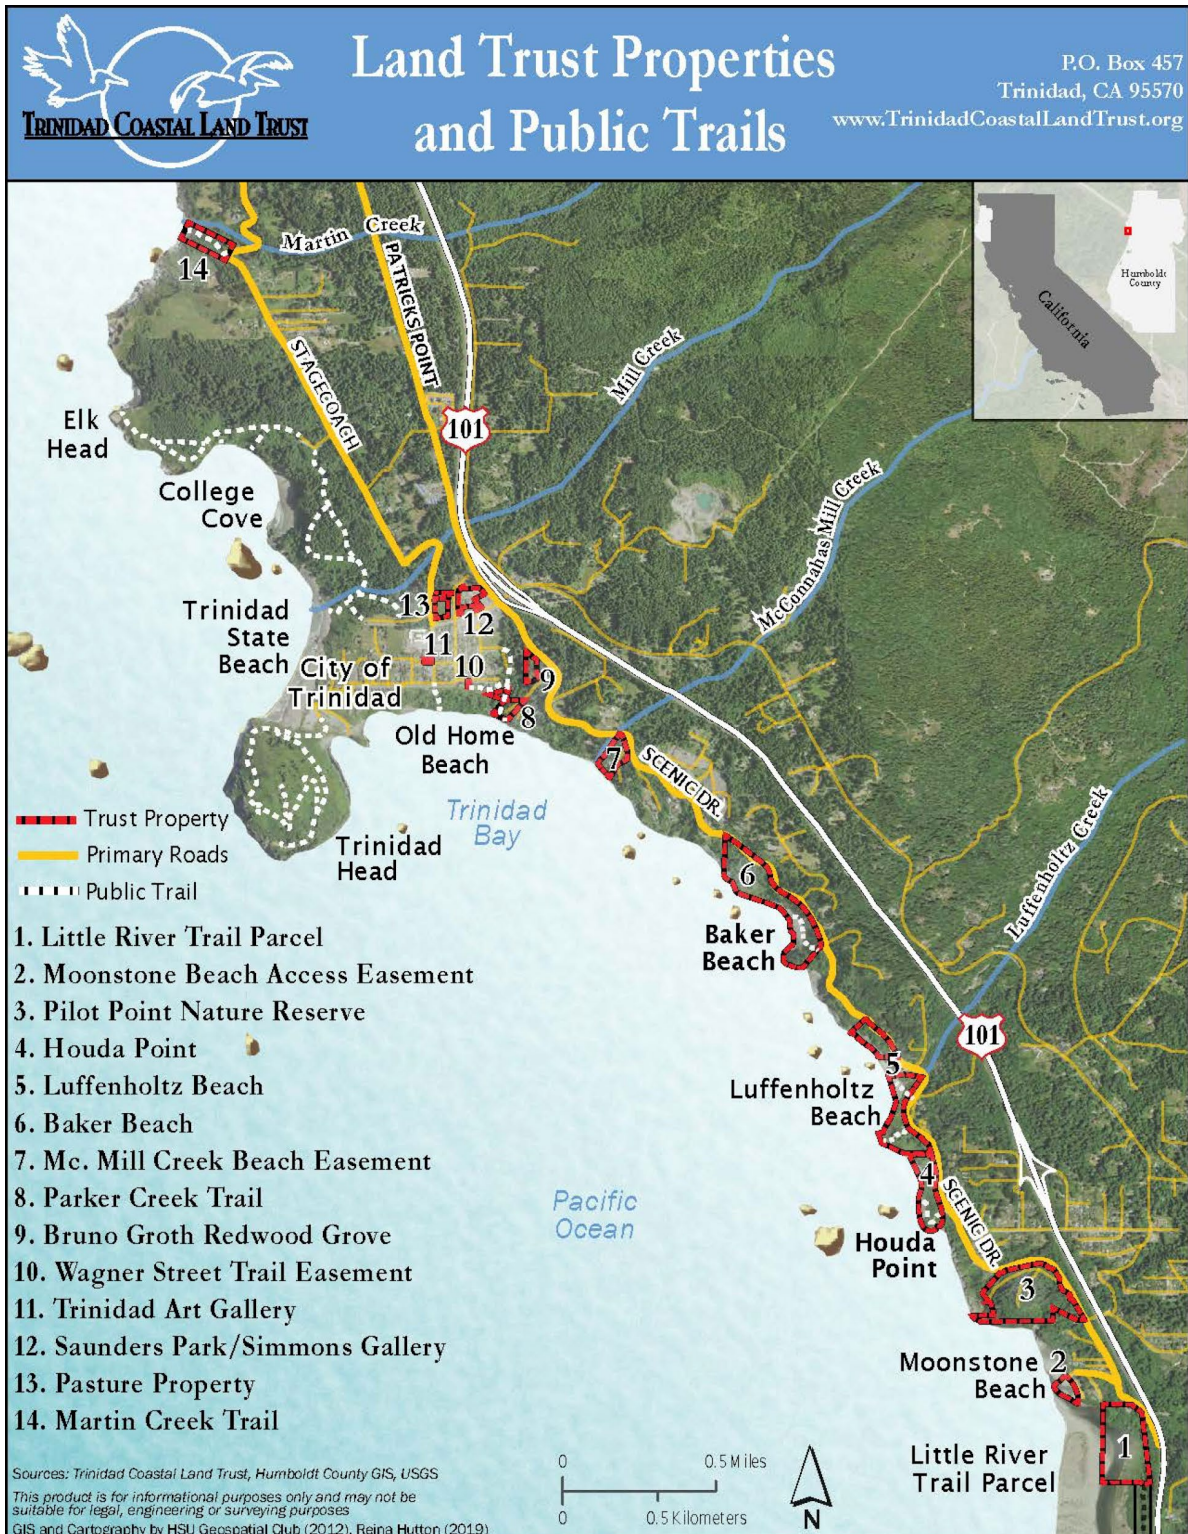 TRINIDAD COASTAL LAND TRUST
Land Trust Properties
and Public Trails
P.O. Box 457
Trinidad, CA 95570
www.TrinidadCoastalLandTrust.org
Martin Creek
14
PATRICKS POINT
STAGECOACH
Mill Creek
101
Elk
Head
College
Cove
McConnahas Mill Creek
California
Humboldt
County
Trinidad
State
Beach
13
12
11
10
City of
Trinidad
9
8
Old Home
Beach
7
SCENIC DR.
Trinidad
Bay
Trinidad
Head
Luffenholtz Creek
6
Baker
Beach
101
5
Luffenholtz
Beach
4
SCENIC DR.
Pacific
Ocean
Houda
Point
3
Moonstone
Beach
2
Little River
Trail Parcel
1
Trust Property
Primary Roads
Public Trail
1. Little River Trail Parcel
2. Moonstone Beach Access Easement
3. Pilot Point Nature Reserve
4. Houda Point
5. Luffenholtz Beach
6. Baker Beach
7. Mc. Mill Creek Beach Easement
8. Parker Creek Trail
9. Bruno Groth Redwood Grove
10. Wagner Street Trail Easement
11. Trinidad Art Gallery
12. Saunders Park/Simmons Gallery
13. Pasture Property
14. Martin Creek Trail
Sources: Trinidad Coastal Land Trust, Humboldt County GIS, USGS
This product is for informational purposes only and may not be
suitable for legal, engineering or surveying purposes
GIS and Cartography by HSU Geospatial Club (2012), Reina Hutton (2019)
0 0.5 Miles
0 0.5 Kilometers
N